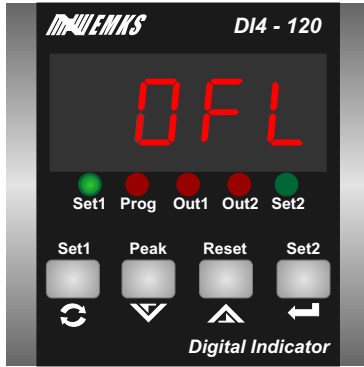 EMKS DI4 - 120
OFL
Set1 Prog Out1 Out2 Set2
Set1 Peak Reset Set2
Digital Indicator